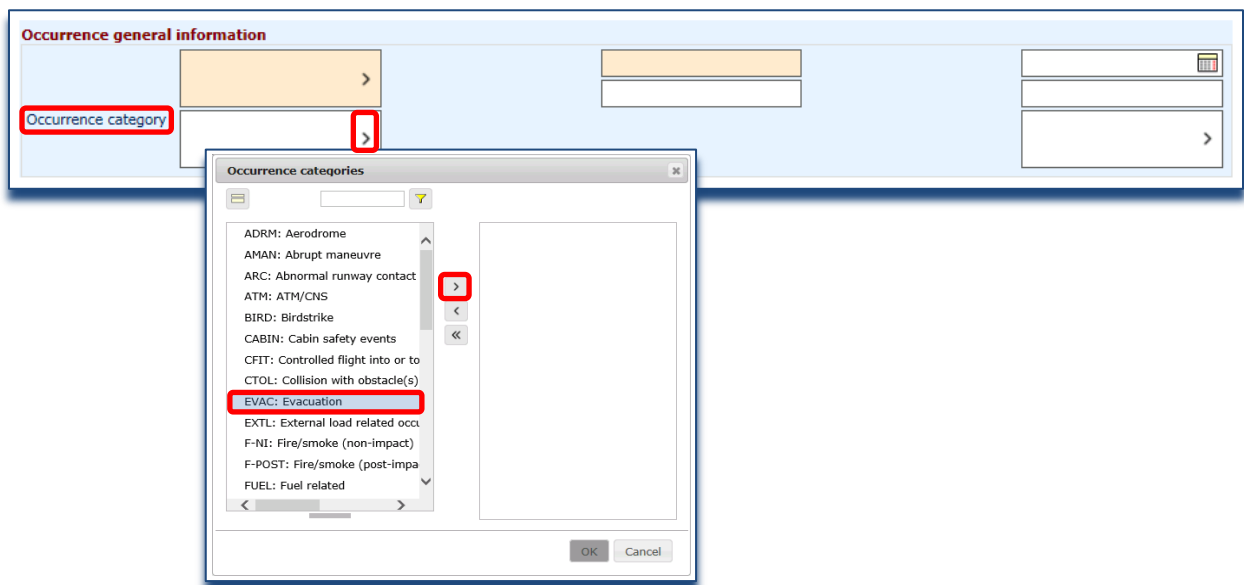 Occurrence general information
Occurrence category
Occurrence categories
ADRM: Aerodrome
AMAN: Abrupt maneuvre
ARC: Abnormal runway contact
ATM: ATM/CNS
BIRD: Birdstrike
CABIN: Cabin safety events
CFIT: Controlled flight into or to
CTOL: Collision with obstacle(s)
EVAC: Evacuation
EXTL: External load related occu
F-NI: Fire/smoke (non-impact)
F-POST: Fire/smoke (post-impa
FUEL: Fuel related
OK Cancel